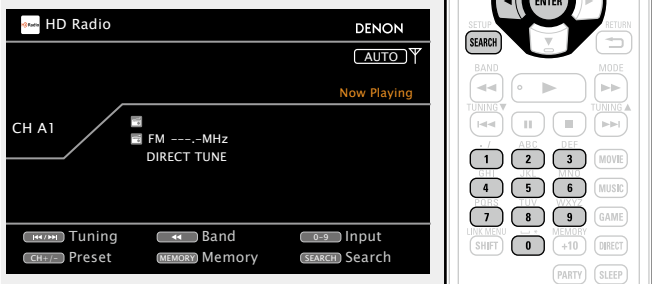 HD Radio HD Radio DENON
AUTO
Now Playing
CH A1
FM ---.-MHz
DIRECT TUNE
Tuning Band 0-9 Input
CH+/- Preset MEMORY Memory SEARCH Search
ENTER
SETUP RETURN
SEARCH
BAND MODE
TUNING▼ TUNING▲
. / ABC DEF
1 2 3 MOVIE
GHI JKL MNO
4 5 6 MUSIC
PQRS TUV WXYZ
7 8 9 GAME
LINK MENU MEMORY
SHIFT 0 +10 DIRECT
PARTY SLEEP